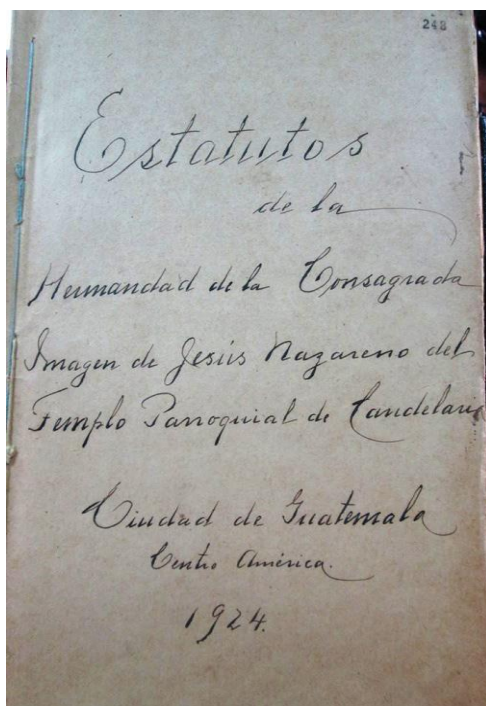 248
Estatutos
de la
Hermandad de la Consagrada
Imagen de Jesús Nazareno del
Templo Parroquial de Candelaria
Ciudad de Guatemala
Centro América.
1924.